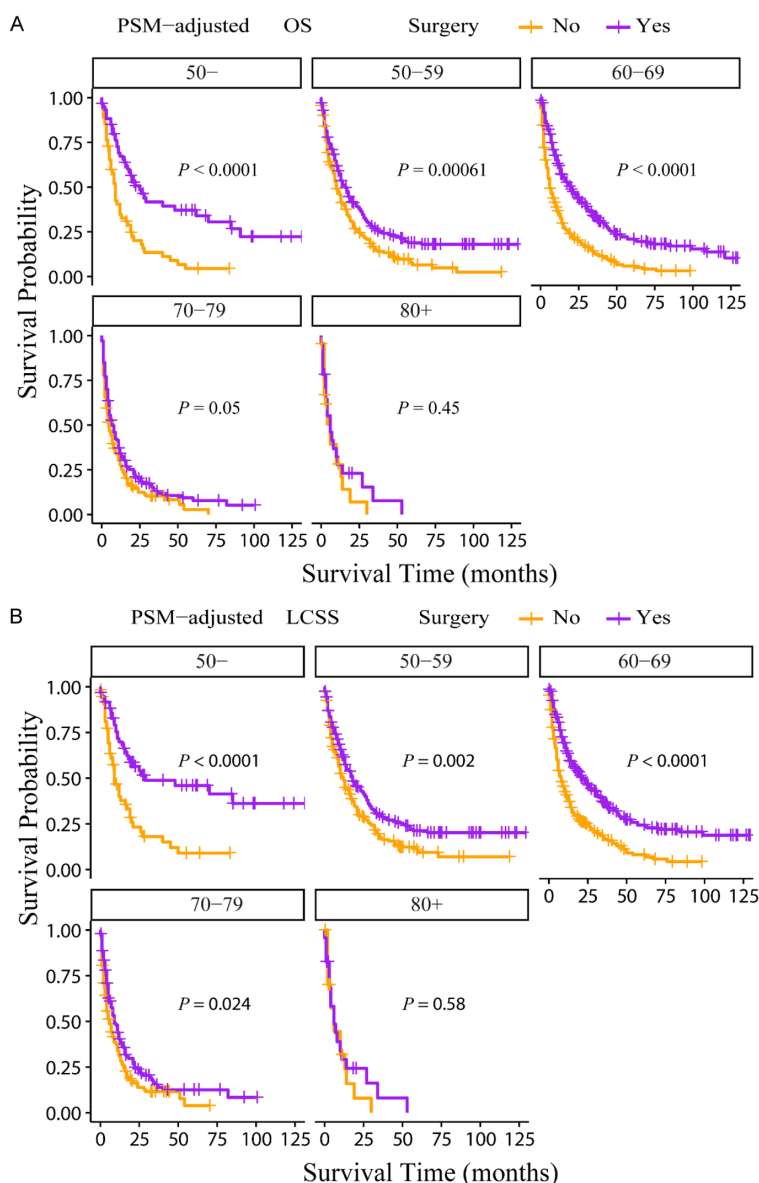 A
PSM−adjusted OS Surgery No Yes
50− 50−59 60−69
1.00
0.75
0.50
0.25
0.00
P < 0.0001
P = 0.00061
P < 0.0001
0 25 50 75 100 125
70−79 80+
1.00
0.75
0.50
0.25
0.00
P = 0.05
P = 0.45
0 25 50 75 100 125 0 25 50 75 100 125
Survival Probability
Survival Time (months)
B
PSM−adjusted LCSS Surgery No Yes
50− 50−59 60−69
1.00
0.75
0.50
0.25
0.00
P < 0.0001
P = 0.002
P < 0.0001
0 25 50 75 100 125
70−79 80+
1.00
0.75
0.50
0.25
0.00
P = 0.024
P = 0.58
0 25 50 75 100 125 0 25 50 75 100 125
Survival Probability
Survival Time (months)